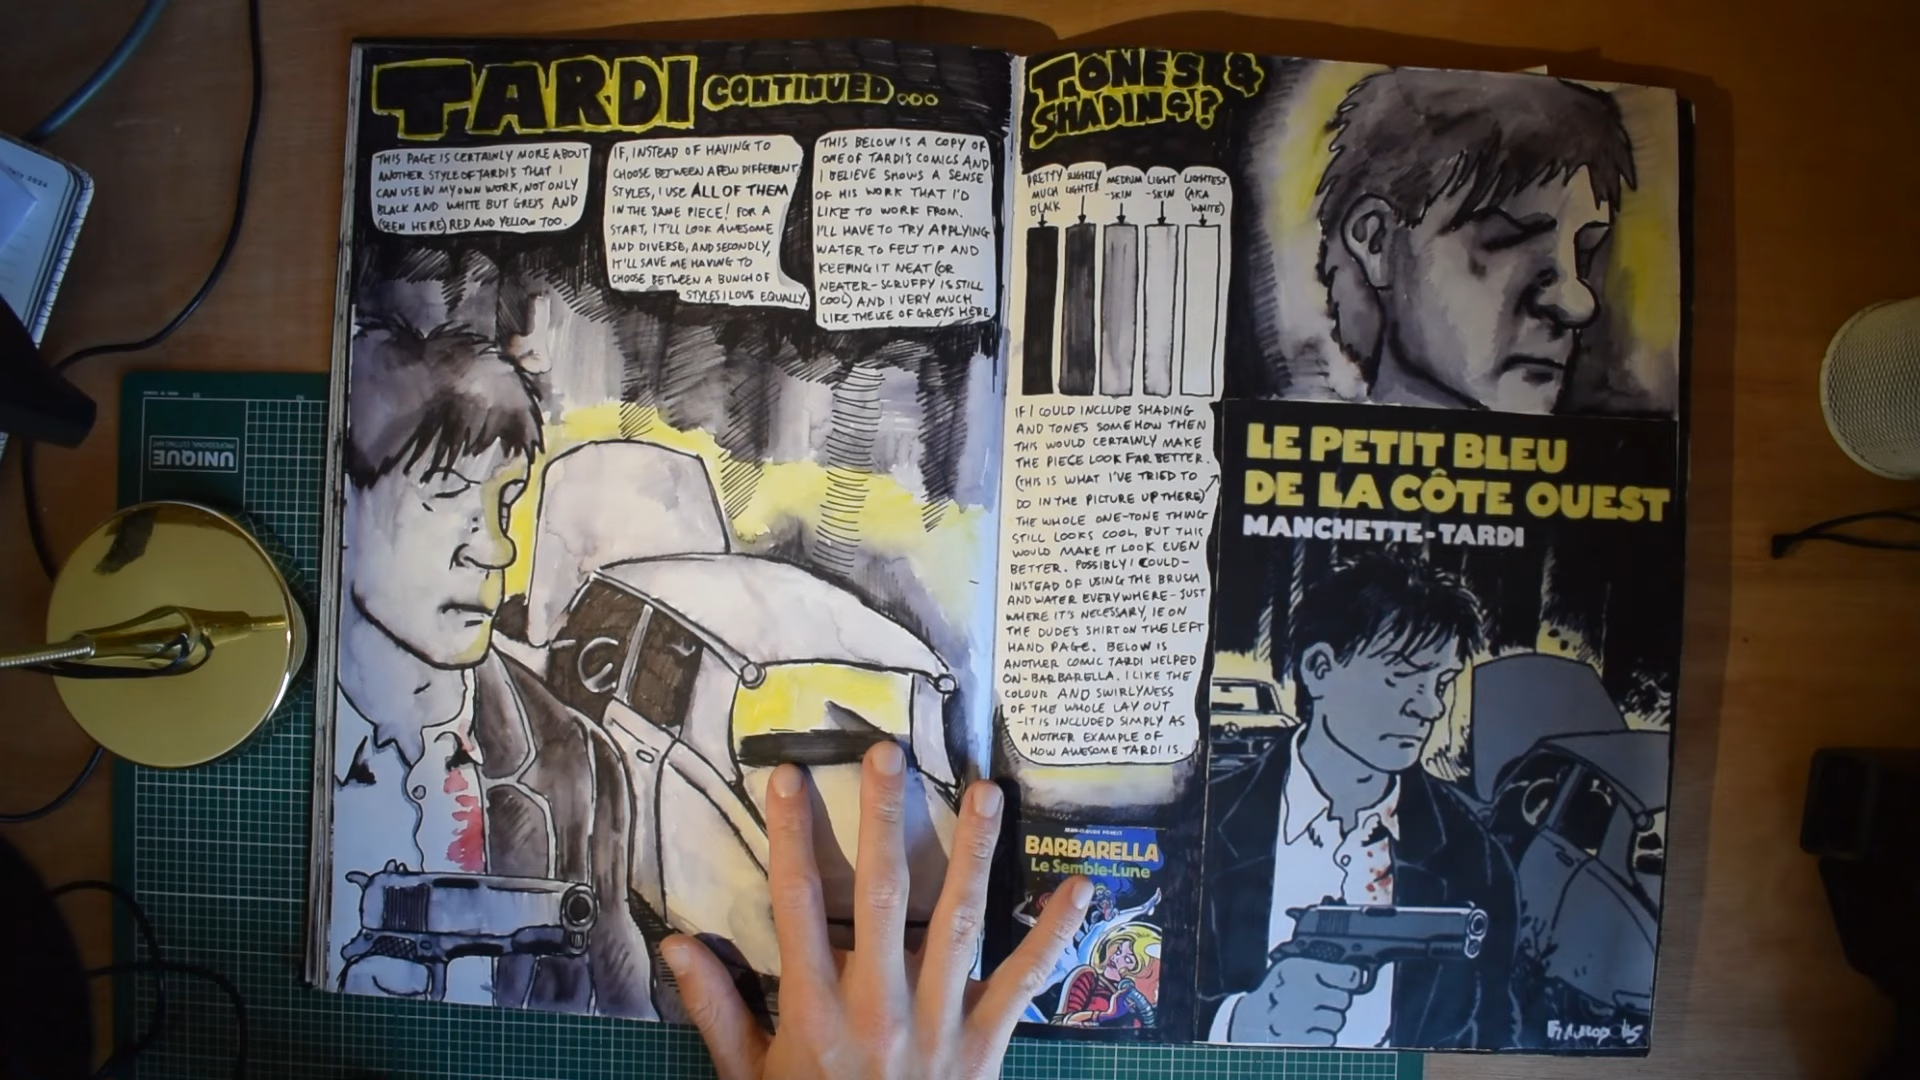 TARDI CONTINUED...
THIS PAGE IS CERTAINLY MORE ABOUT
ANOTHER STYLE OF TARDI'S THAT I
CAN USE IN MY OWN WORK, NOT ONLY
BLACK AND WHITE BUT GREYS AND
(SEEN HERE) RED AND YELLOW TOO.
IF, INSTEAD OF HAVING TO
CHOOSE BETWEEN A FEW DIFFERENT
STYLES, I USE ALL OF THEM
IN THE SAME PIECE! FOR A
START, IT'LL LOOK AWESOME
AND DIVERSE, AND SECONDLY,
IT'LL SAVE ME HAVING TO
CHOOSE BETWEEN A BUNCH OF
STYLES I LOVE EQUALLY.
THIS BELOW IS A COPY OF
ONE OF TARDI'S COMICS AND
I BELIEVE SHOWS A SENSE
OF HIS WORK THAT I'D
LIKE TO WORK FROM.
I'LL HAVE TO TRY APPLYING
WATER TO FELT TIP AND
KEEPING IT NEAT (OR
NEATER-SCRUFFY IS STILL
COOL) AND I VERY MUCH
LIKE THE USE OF GREYS HERE
TONES &
SHADING?
PRETTY
MUCH
BLACK
SLIGHTLY
LIGHTER
MEDIUM
-SKIN
LIGHT
-SKIN
LIGHTEST
(AKA
WHITE)
IF I COULD INCLUDE SHADING
AND TONES SOMEHOW THEN
THIS WOULD CERTAINLY MAKE
THE PIECE LOOK FAR BETTER.
(THIS IS WHAT I'VE TRIED TO
DO IN THE PICTURE UP THERE)
THE WHOLE ONE-TONE THING
STILL LOOKS COOL, BUT THIS
WOULD MAKE IT LOOK EVEN
BETTER. POSSIBLY I COULD-
INSTEAD OF USING THE BRUSH
AND WATER EVERYWHERE - JUST
WHERE IT'S NECESSARY, IE ON
THE DUDE'S SHIRT ON THE LEFT
HAND PAGE. BELOW IS
ANOTHER COMIC TARDI HELPED
ON-BARBARELLA. I LIKE THE
COLOUR AND SWIRLYNESS
OF THE WHOLE LAY OUT
-IT IS INCLUDED SIMPLY AS
ANOTHER EXAMPLE OF
HOW AWESOME TARDI IS.
JEAN-CLAUDE FOREST
BARBARELLA
Le Semble-Lune
LE PETIT BLEU
DE LA CÔTE OUEST
MANCHETTE-TARDI
UNIQUE